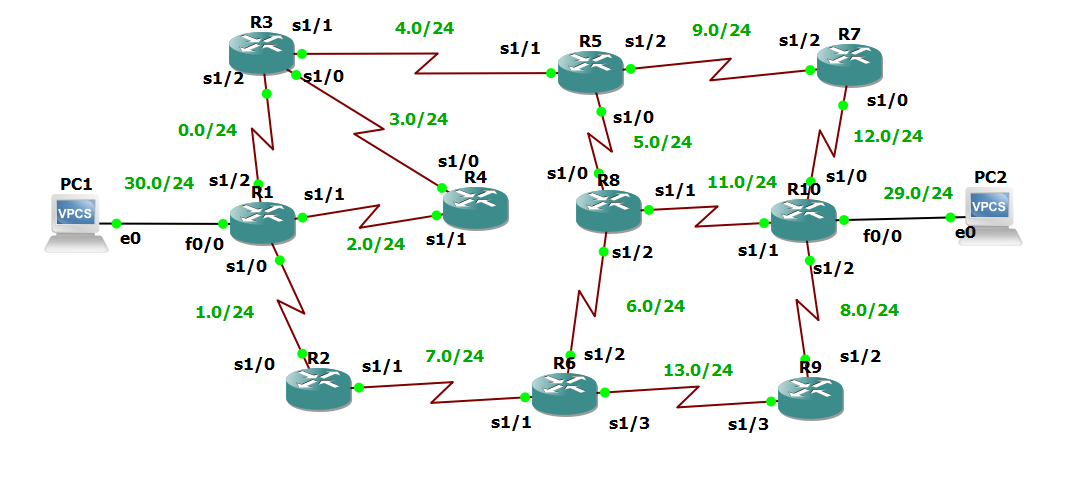 R3
s1/1
4.0/24
s1/1
R5
s1/2
9.0/24
s1/2
R7
s1/2
s1/0
s1/0
0.0/24
3.0/24
s1/0
5.0/24
12.0/24
PC1
VPCS
e0
30.0/24
f0/0
s1/2
R1
s1/1
s1/0
2.0/24
s1/0
R4
s1/1
s1/0
R8
s1/1
s1/2
11.0/24
s1/0
R10
s1/1
f0/0
s1/2
29.0/24
PC2
VPCS
e0
1.0/24
6.0/24
8.0/24
s1/0
R2
s1/1
7.0/24
s1/1
R6
s1/2
s1/3
13.0/24
s1/3
R9
s1/2